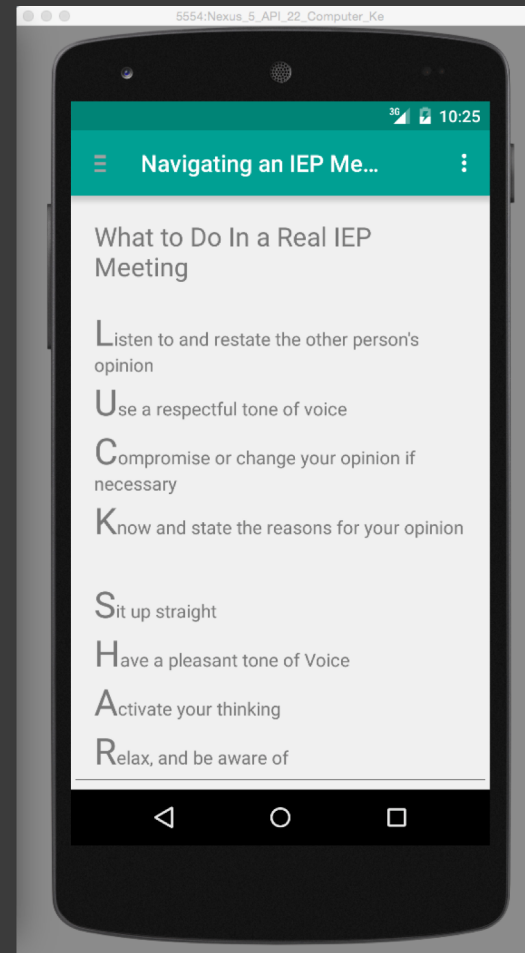 5554:Nexus_5_API_22_Computer_Ke
3G 10:25
Navigating an IEP Me...
What to Do In a Real IEP
Meeting
Listen to and restate the other person's
opinion
Use a respectful tone of voice
Compromise or change your opinion if
necessary
Know and state the reasons for your opinion
Sit up straight
Have a pleasant tone of Voice
Activate your thinking
Relax, and be aware of